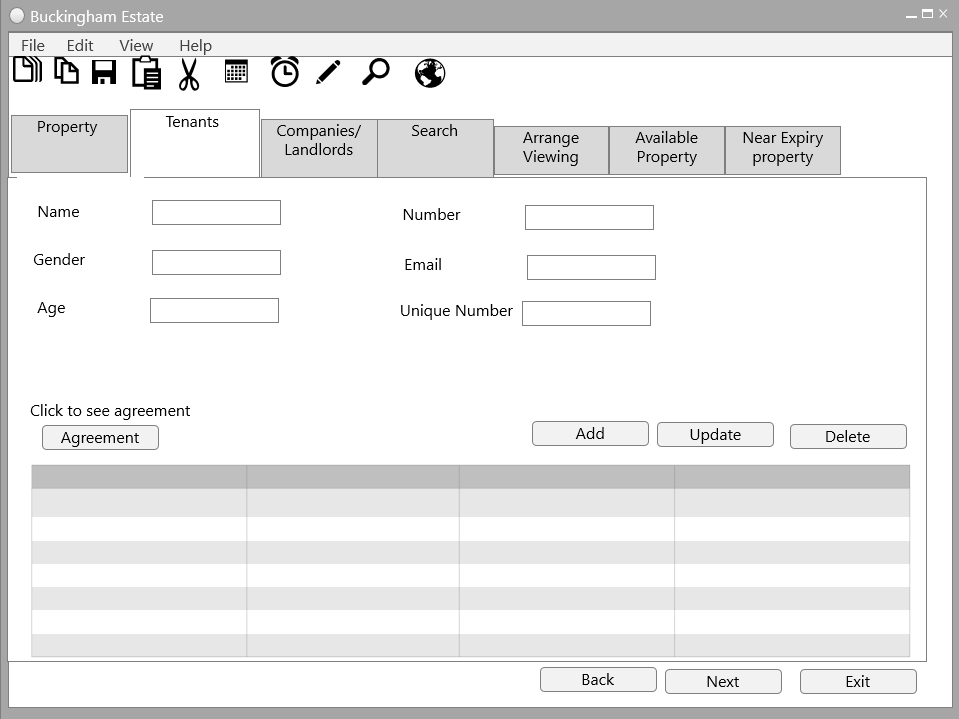 Buckingham Estate
File Edit View Help
Property
Tenants
Companies/
Landlords
Search
Arrange
Viewing
Available
Property
Near Expiry
property
Name
Number
Gender
Email
Age
Unique Number
Click to see agreement
Agreement
Add
Update
Delete
Back
Next
Exit